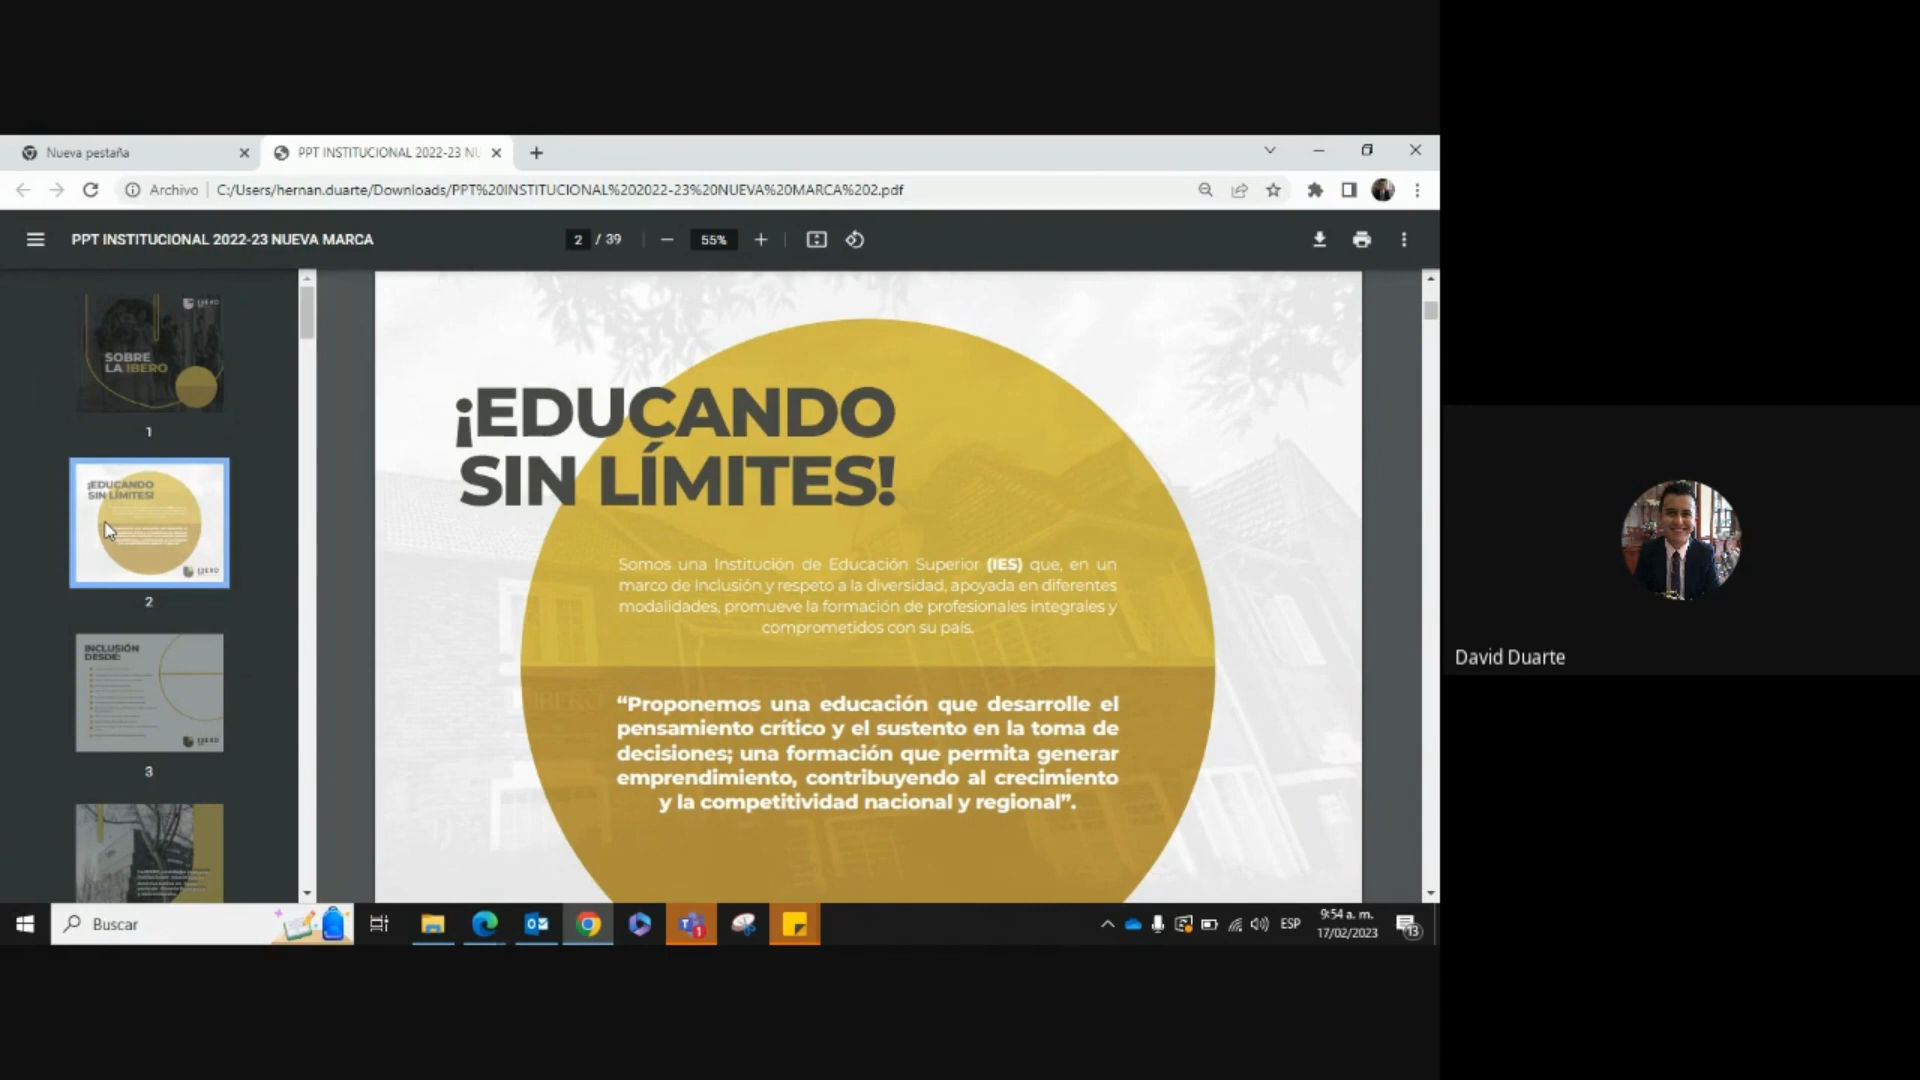 Nueva pestaña
PPT INSTITUCIONAL 2022-23 NU
Archivo
C:/Users/hernan.duarte/Downloads/PPT%20INSTITUCIONAL%202022-23%20NUEVA%20MARCA%202.pdf
PPT INSTITUCIONAL 2022-23 NUEVA MARCA
2 / 39
55%
SOBRE
LA IBERO
1
¡EDUCANDO
SIN LÍMITES!
IBERO
2
INCLUSIÓN
DESDE:
IBERO
3
¡EDUCANDO
SIN LÍMITES!
Somos una Institución de Educación Superior (IES) que, en un
marco de inclusión y respeto a la diversidad, apoyada en diferentes
modalidades, promueve la formación de profesionales integrales y
comprometidos con su país.
“Proponemos una educación que desarrolle el
pensamiento crítico y el sustento en la toma de
decisiones; una formación que permita generar
emprendimiento, contribuyendo al crecimiento
y la competitividad nacional y regional”.
David Duarte
Buscar
ESP
9:54 a. m.
17/02/2023
13